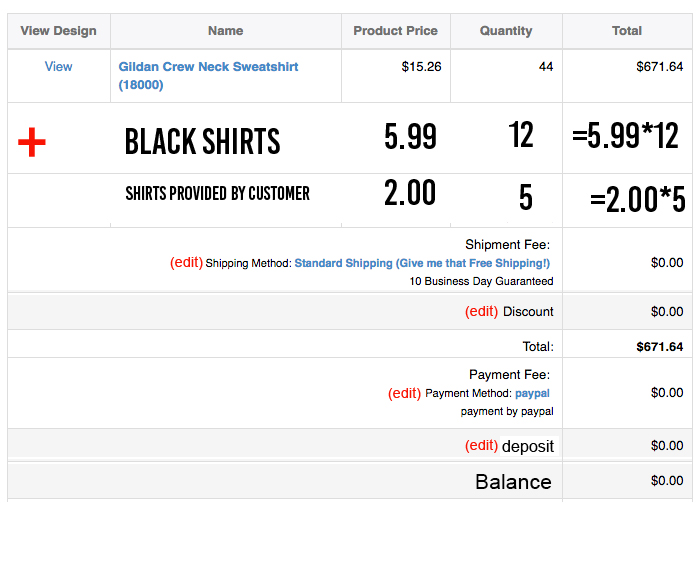 View Design Name Product Price Quantity Total
View Gildan Crew Neck Sweatshirt $15.26 44 $671.64
(18000)
+ BLACK SHIRTS 5.99 12 =5.99*12
SHIRTS PROVIDED BY CUSTOMER 2.00 5 =2.00*5
Shipment Fee:
(edit) Shipping Method: Standard Shipping (Give me that Free Shipping!) $0.00
10 Business Day Guaranteed
(edit) Discount $0.00
Total: $671.64
Payment Fee:
(edit) Payment Method: paypal $0.00
payment by paypal
(edit) deposit $0.00
Balance $0.00